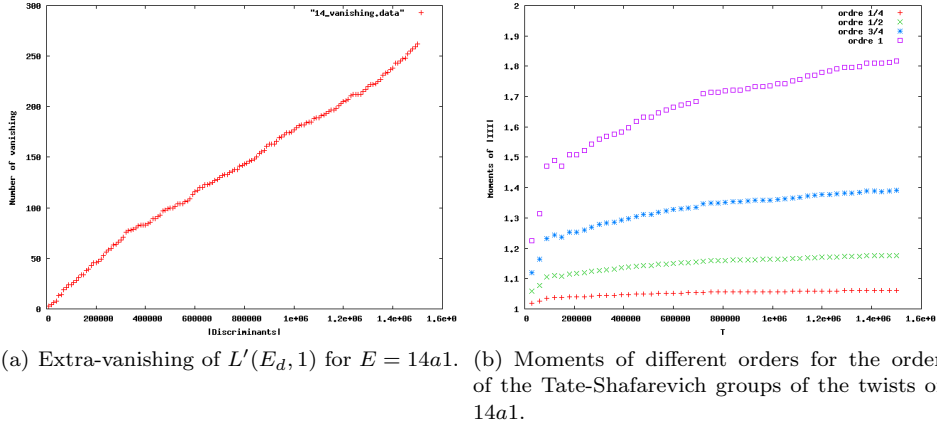 300
250
200
150
100
50
0
Number of vanishing
"14_vanishing.data"
0 200000 400000 600000 800000 1e+06 1.2e+06 1.4e+06 1.6e+0
|Discriminants|
2
1.9
1.8
1.7
1.6
1.5
1.4
1.3
1.2
1.1
1
Moments of |III|
ordre 1/4
ordre 1/2
ordre 3/4
ordre 1
0 200000 400000 600000 800000 1e+06 1.2e+06 1.4e+06 1.6e+0
T
(a) Extra-vanishing of L′(E_d, 1) for E = 14a1.
(b) Moments of different orders for the order
of the Tate-Shafarevich groups of the twists o
14a1.